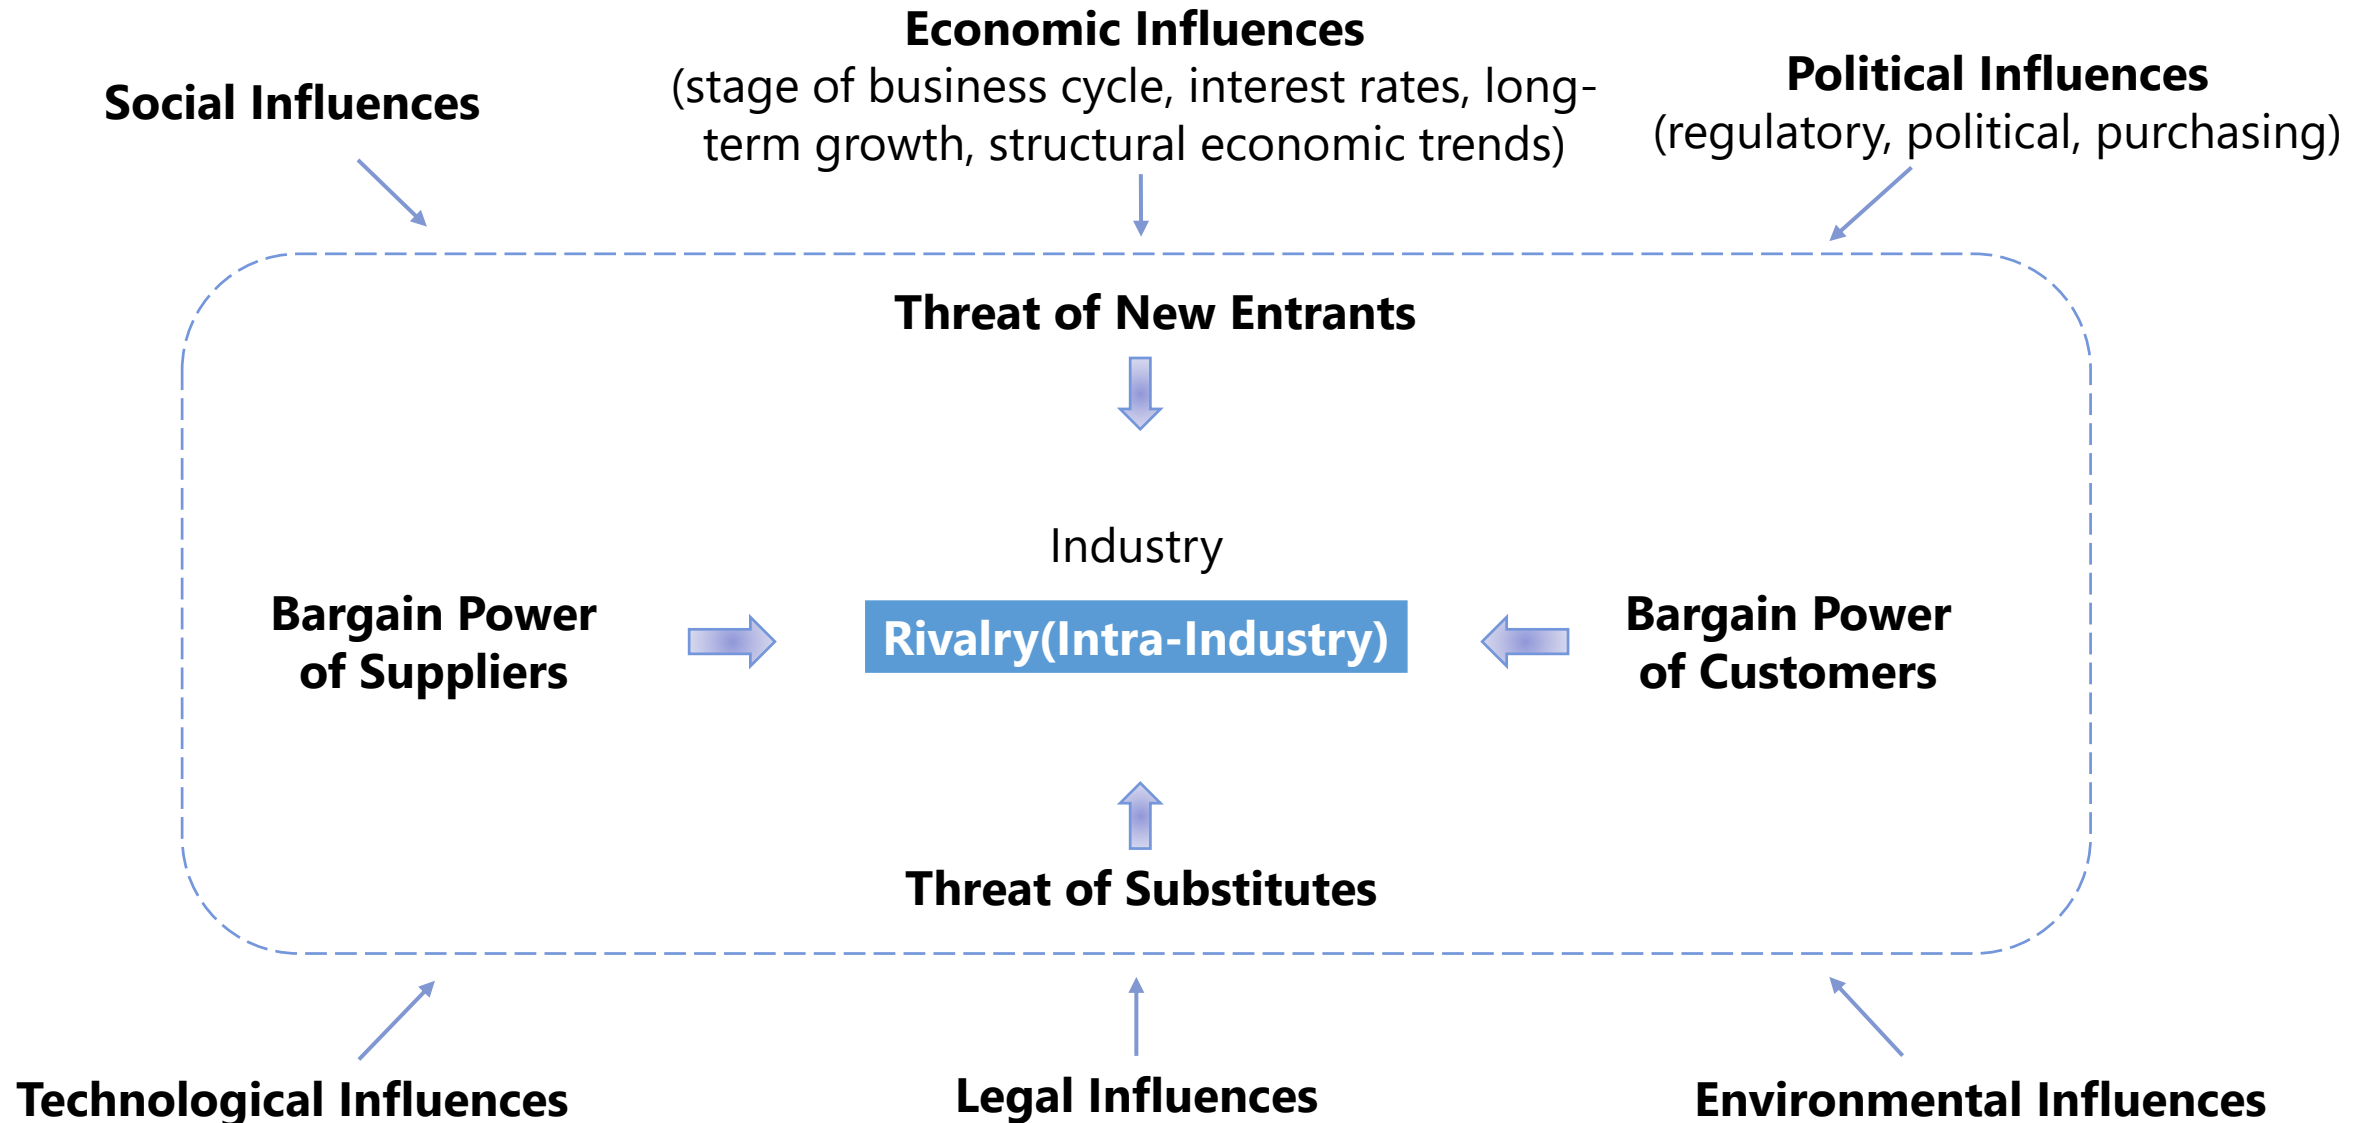 Economic Influences
Social Influences
(stage of business cycle, interest rates, long-
term growth, structural economic trends)
Political Influences
(regulatory, political, purchasing)
Threat of New Entrants
Industry
Bargain Power
of Suppliers
Rivalry(Intra-Industry)
Bargain Power
of Customers
Threat of Substitutes
Technological Influences
Legal Influences
Environmental Influences